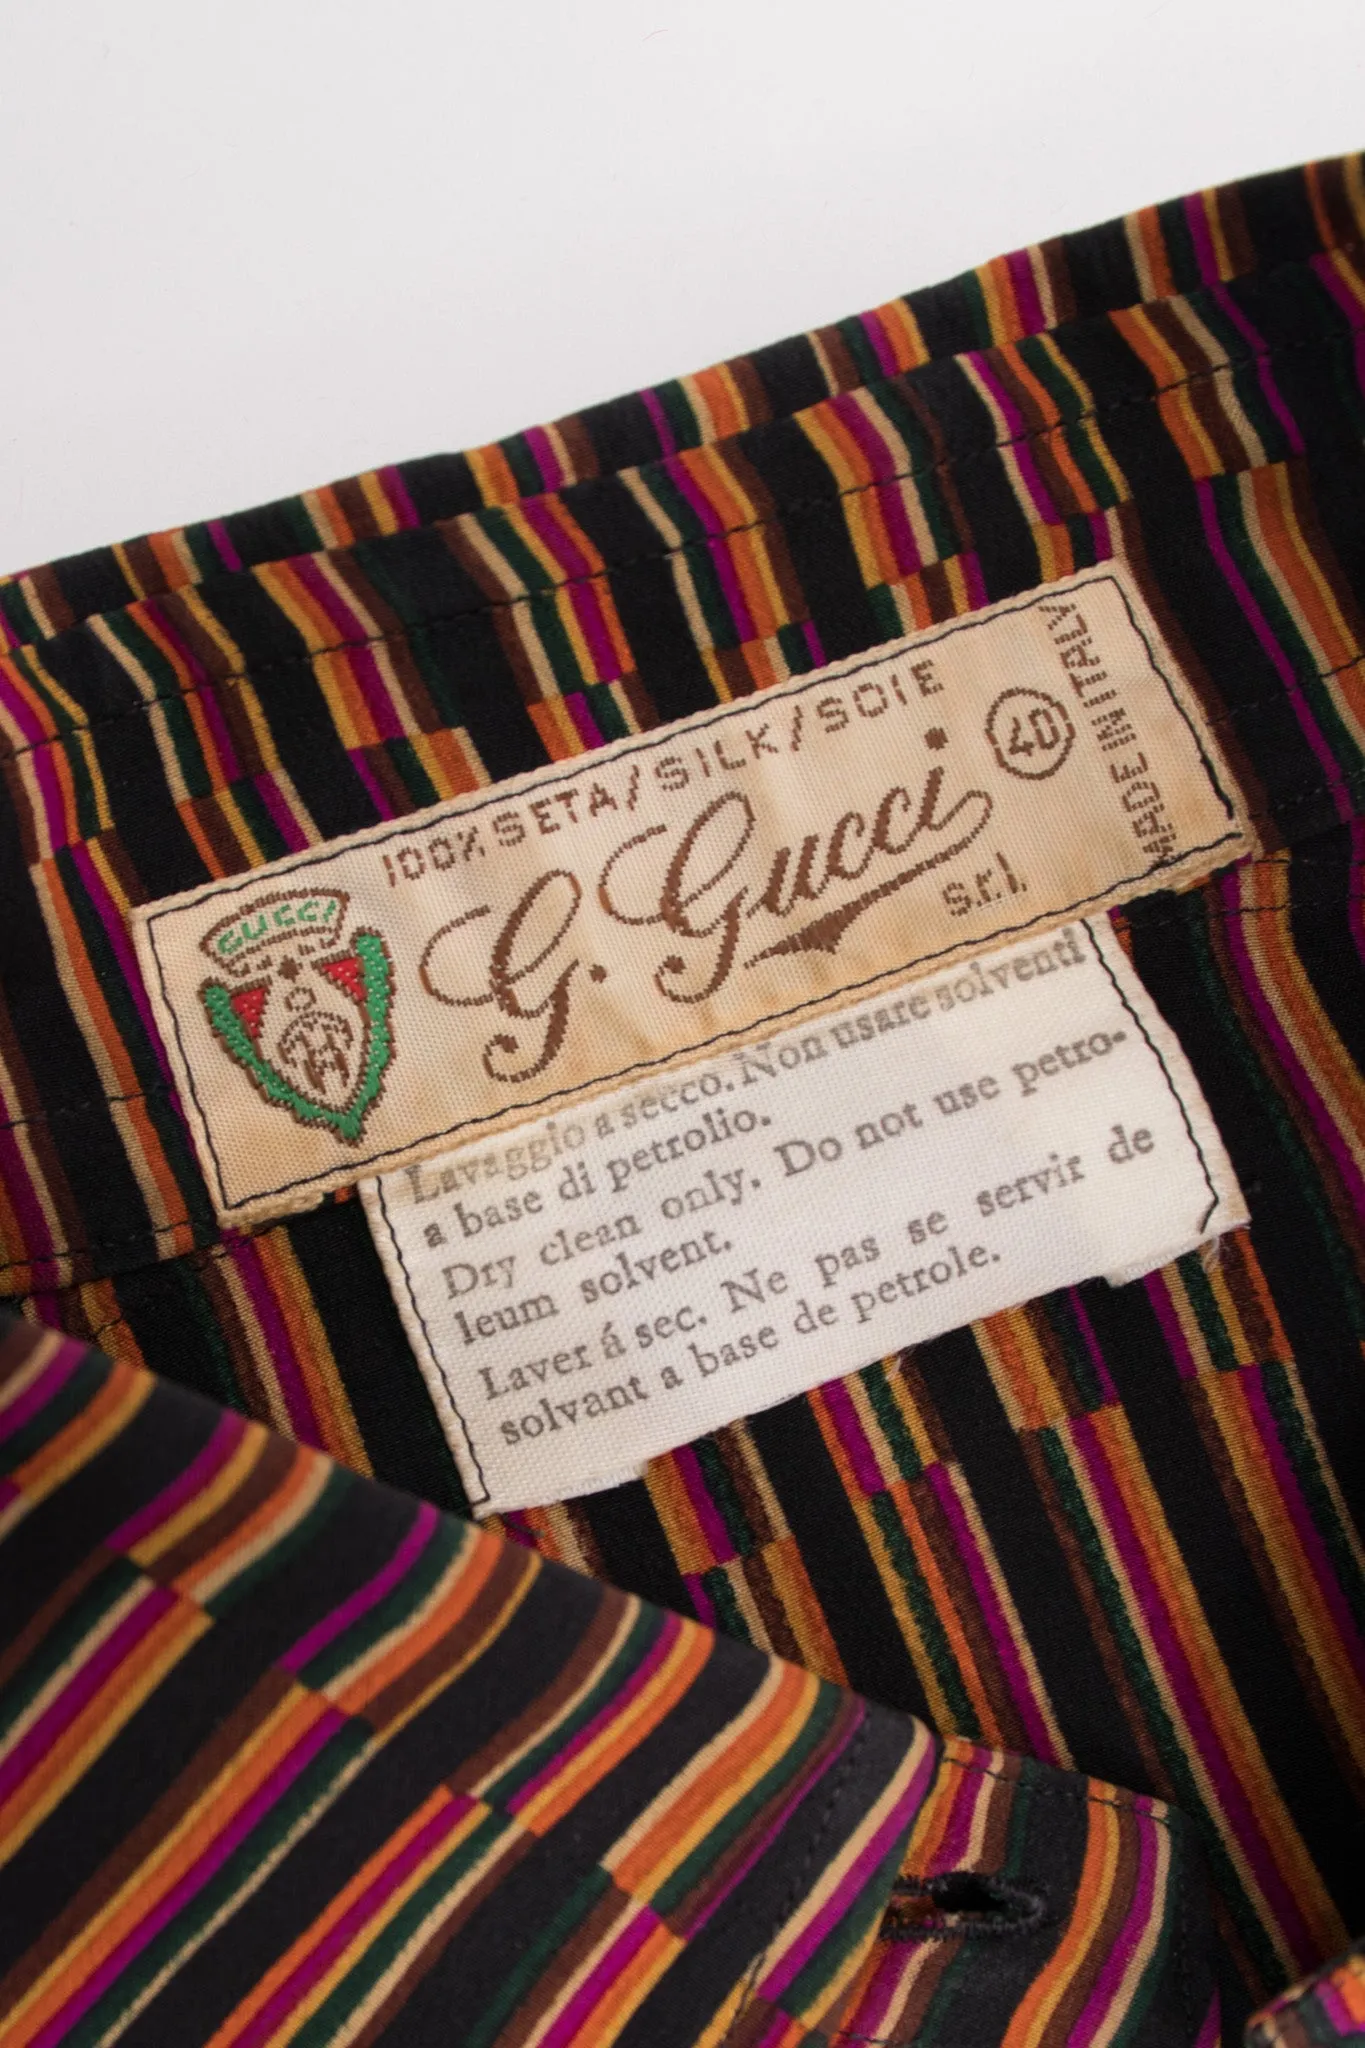 100% SETA/SILK/SOIE
GUCCI
G. Gucci
s.r.l.
40
MADE IN ITALY
Lavaggio a secco. Non usare solventi
a base di petrolio.
Dry clean only. Do not use petro-
leum solvent.
Laver á sec. Ne pas se servir de
solvant a base de petrole.